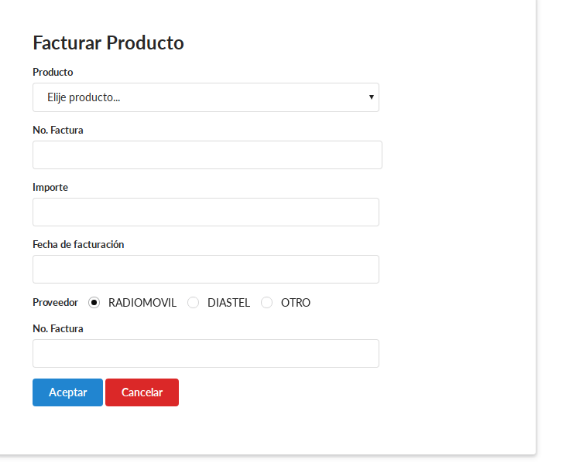 Facturar Producto
Producto
Elije producto...
No. Factura
Importe
Fecha de facturación
Proveedor RADIOMOVIL DIASTEL OTRO
No. Factura
Aceptar Cancelar